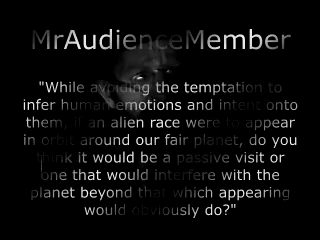 MrAudienceMember
"While avoiding the temptation to
infer human emotions and intent onto
them, if an alien race were to appear
in orbit around our fair planet, do you
think it would be a passive visit or
one that would interfere with the
planet beyond that which appearing
would obviously do?"